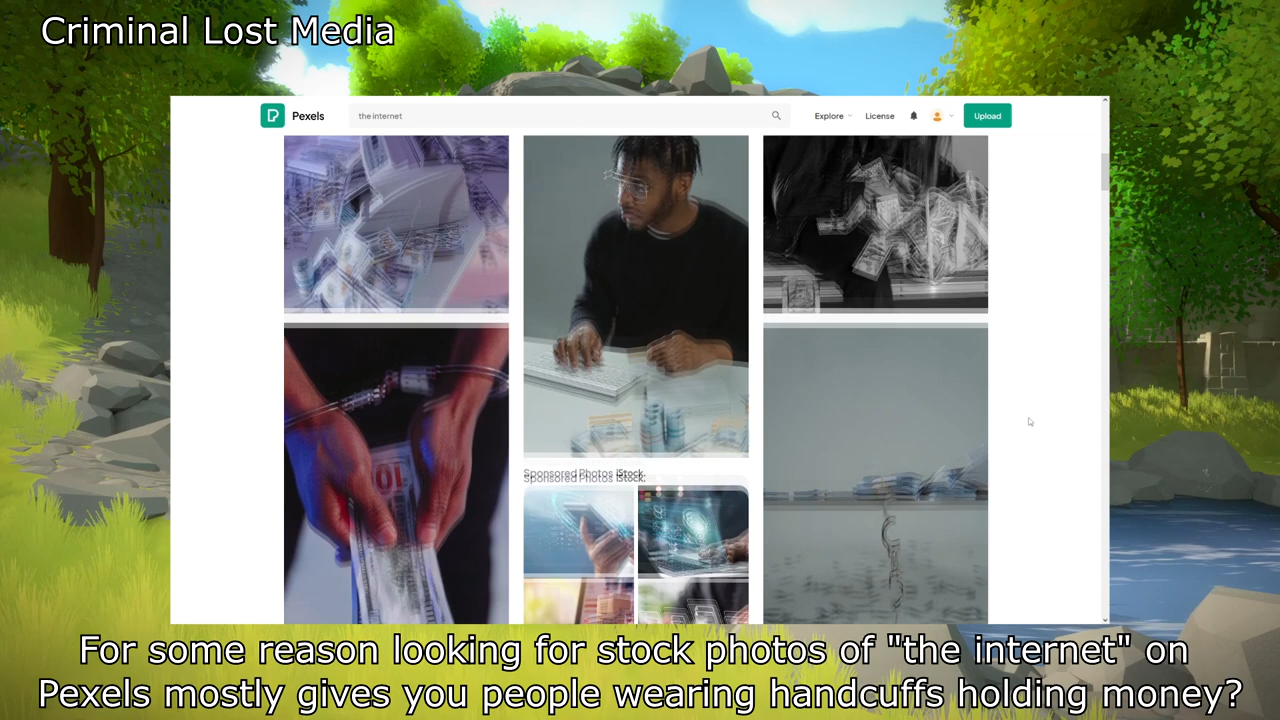 Criminal Lost Media
Pexels
the internet
Explore
License
Upload
Sponsored Photos iStock.
For some reason looking for stock photos of "the internet" on
Pexels mostly gives you people wearing handcuffs holding money?